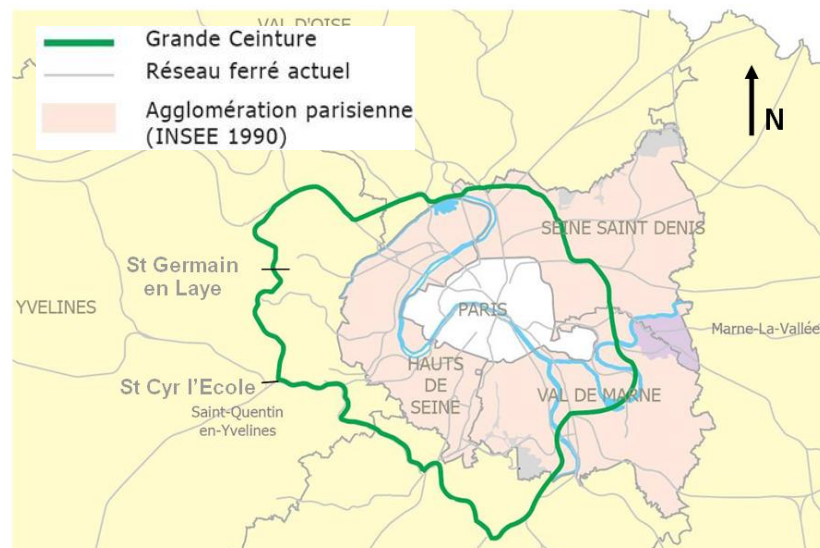 VAL D'OISE
Grande Ceinture
Réseau ferré actuel
Agglomération parisienne
(INSEE 1990)
N
SEINE SAINT DENIS
St Germain
en Laye
YVELINES
PARIS
Marne-La-Vallée
HAUTS
DE
SEINE
St Cyr l'Ecole
VAL DE MARNE
Saint-Quentin
en-Yvelines